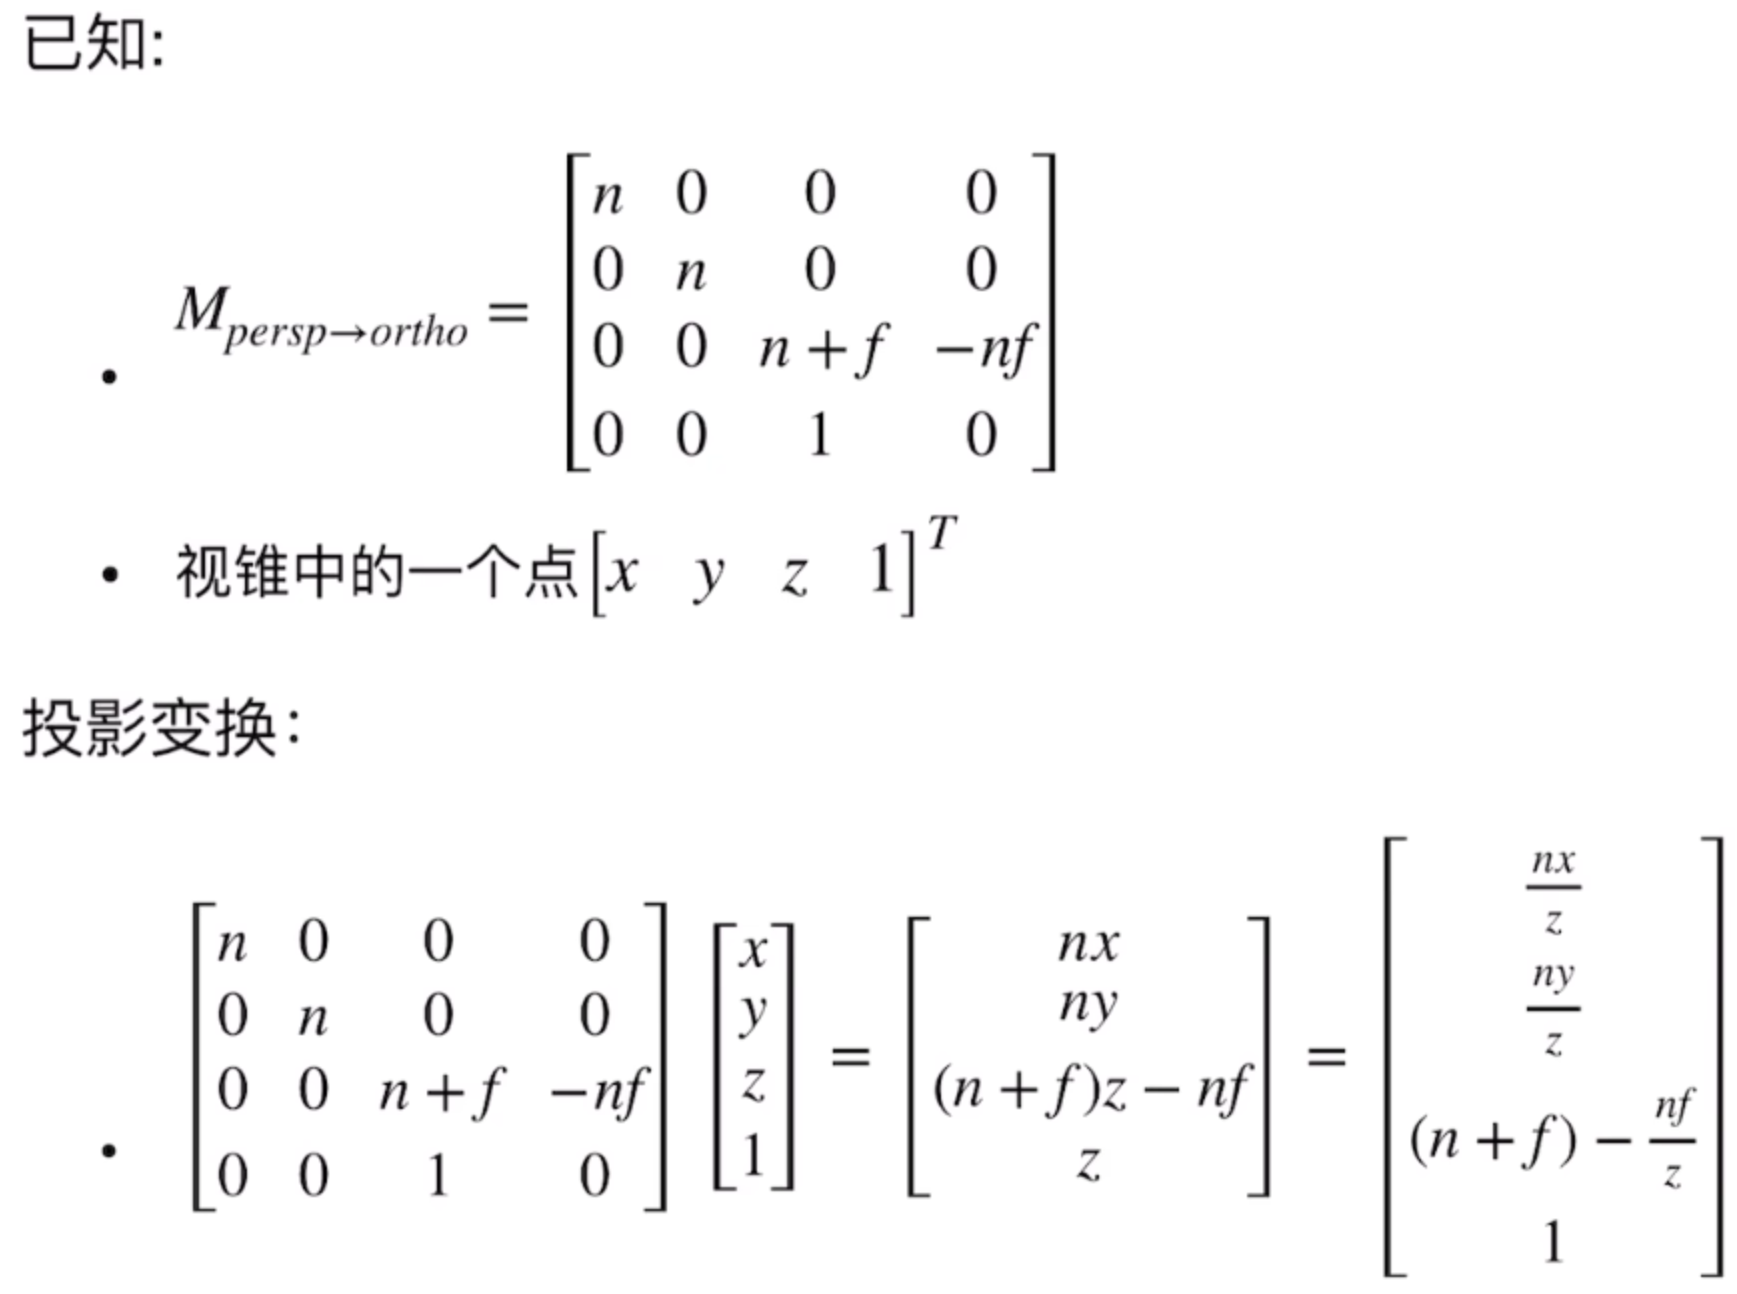 已知:
• $M_{persp \to ortho} = \begin{bmatrix} n & 0 & 0 & 0 \\ 0 & n & 0 & 0 \\ 0 & 0 & n+f & -nf \\ 0 & 0 & 1 & 0 \end{bmatrix}$
• 视锥中的一个点$\begin{bmatrix} x & y & z & 1 \end{bmatrix}^T$
投影变换：
• $\begin{bmatrix} n & 0 & 0 & 0 \\ 0 & n & 0 & 0 \\ 0 & 0 & n+f & -nf \\ 0 & 0 & 1 & 0 \end{bmatrix} \begin{bmatrix} x \\ y \\ z \\ 1 \end{bmatrix} = \begin{bmatrix} nx \\ ny \\ (n+f)z-nf \\ z \end{bmatrix} = \begin{bmatrix} \frac{nx}{z} \\ \frac{ny}{z} \\ (n+f)-\frac{nf}{z} \\ 1 \end{bmatrix}$